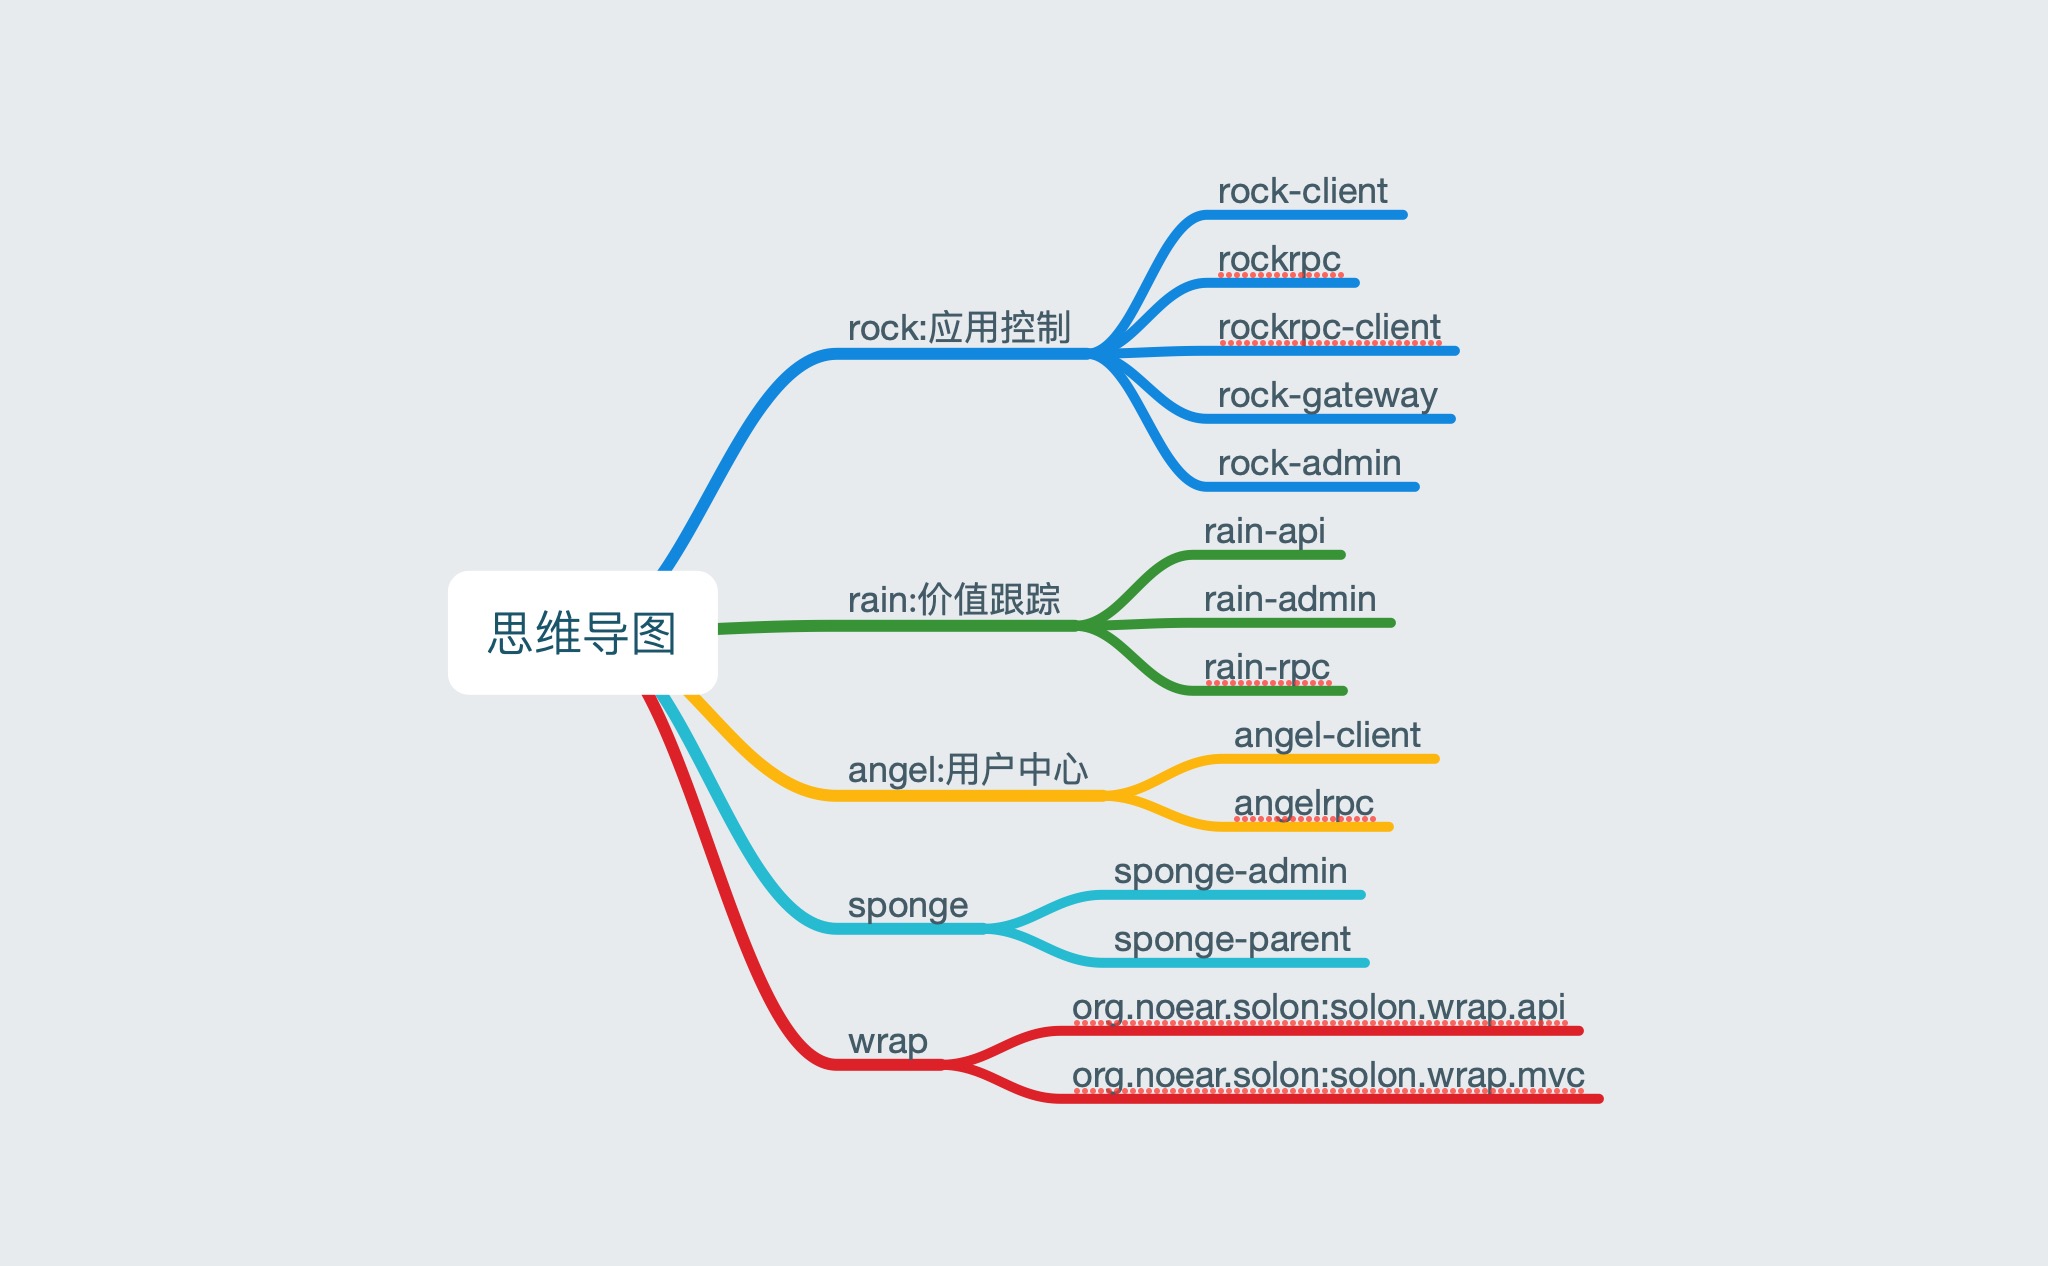 思维导图
rock:应用控制
rock-client
rockrpc
rockrpc-client
rock-gateway
rock-admin
rain:价值跟踪
rain-api
rain-admin
rain-rpc
angel:用户中心
angel-client
angelrpc
sponge
sponge-admin
sponge-parent
wrap
org.noear.solon:solon.wrap.api
org.noear.solon:solon.wrap.mvc